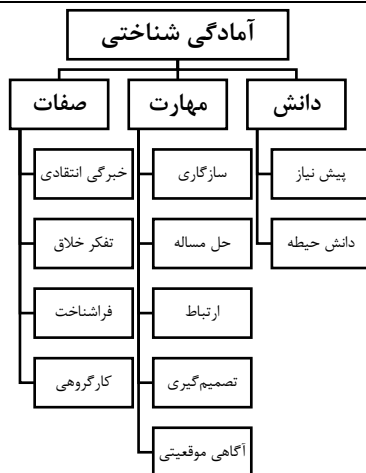 آمادگی شناختی
دانش
مهارت
صفات
پیش نیاز
سازگاری
خبرگی انتقادی
دانش حیطه
حل مساله
تفکر خلاق
ارتباط
فراشناخت
تصمیم‌گیری
کارگروهی
آگاهی موقعیتی